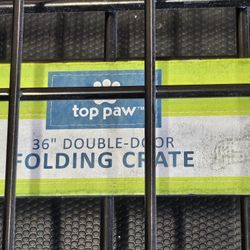 top paw™
36" DOUBLE-DOOR
FOLDING CRATE